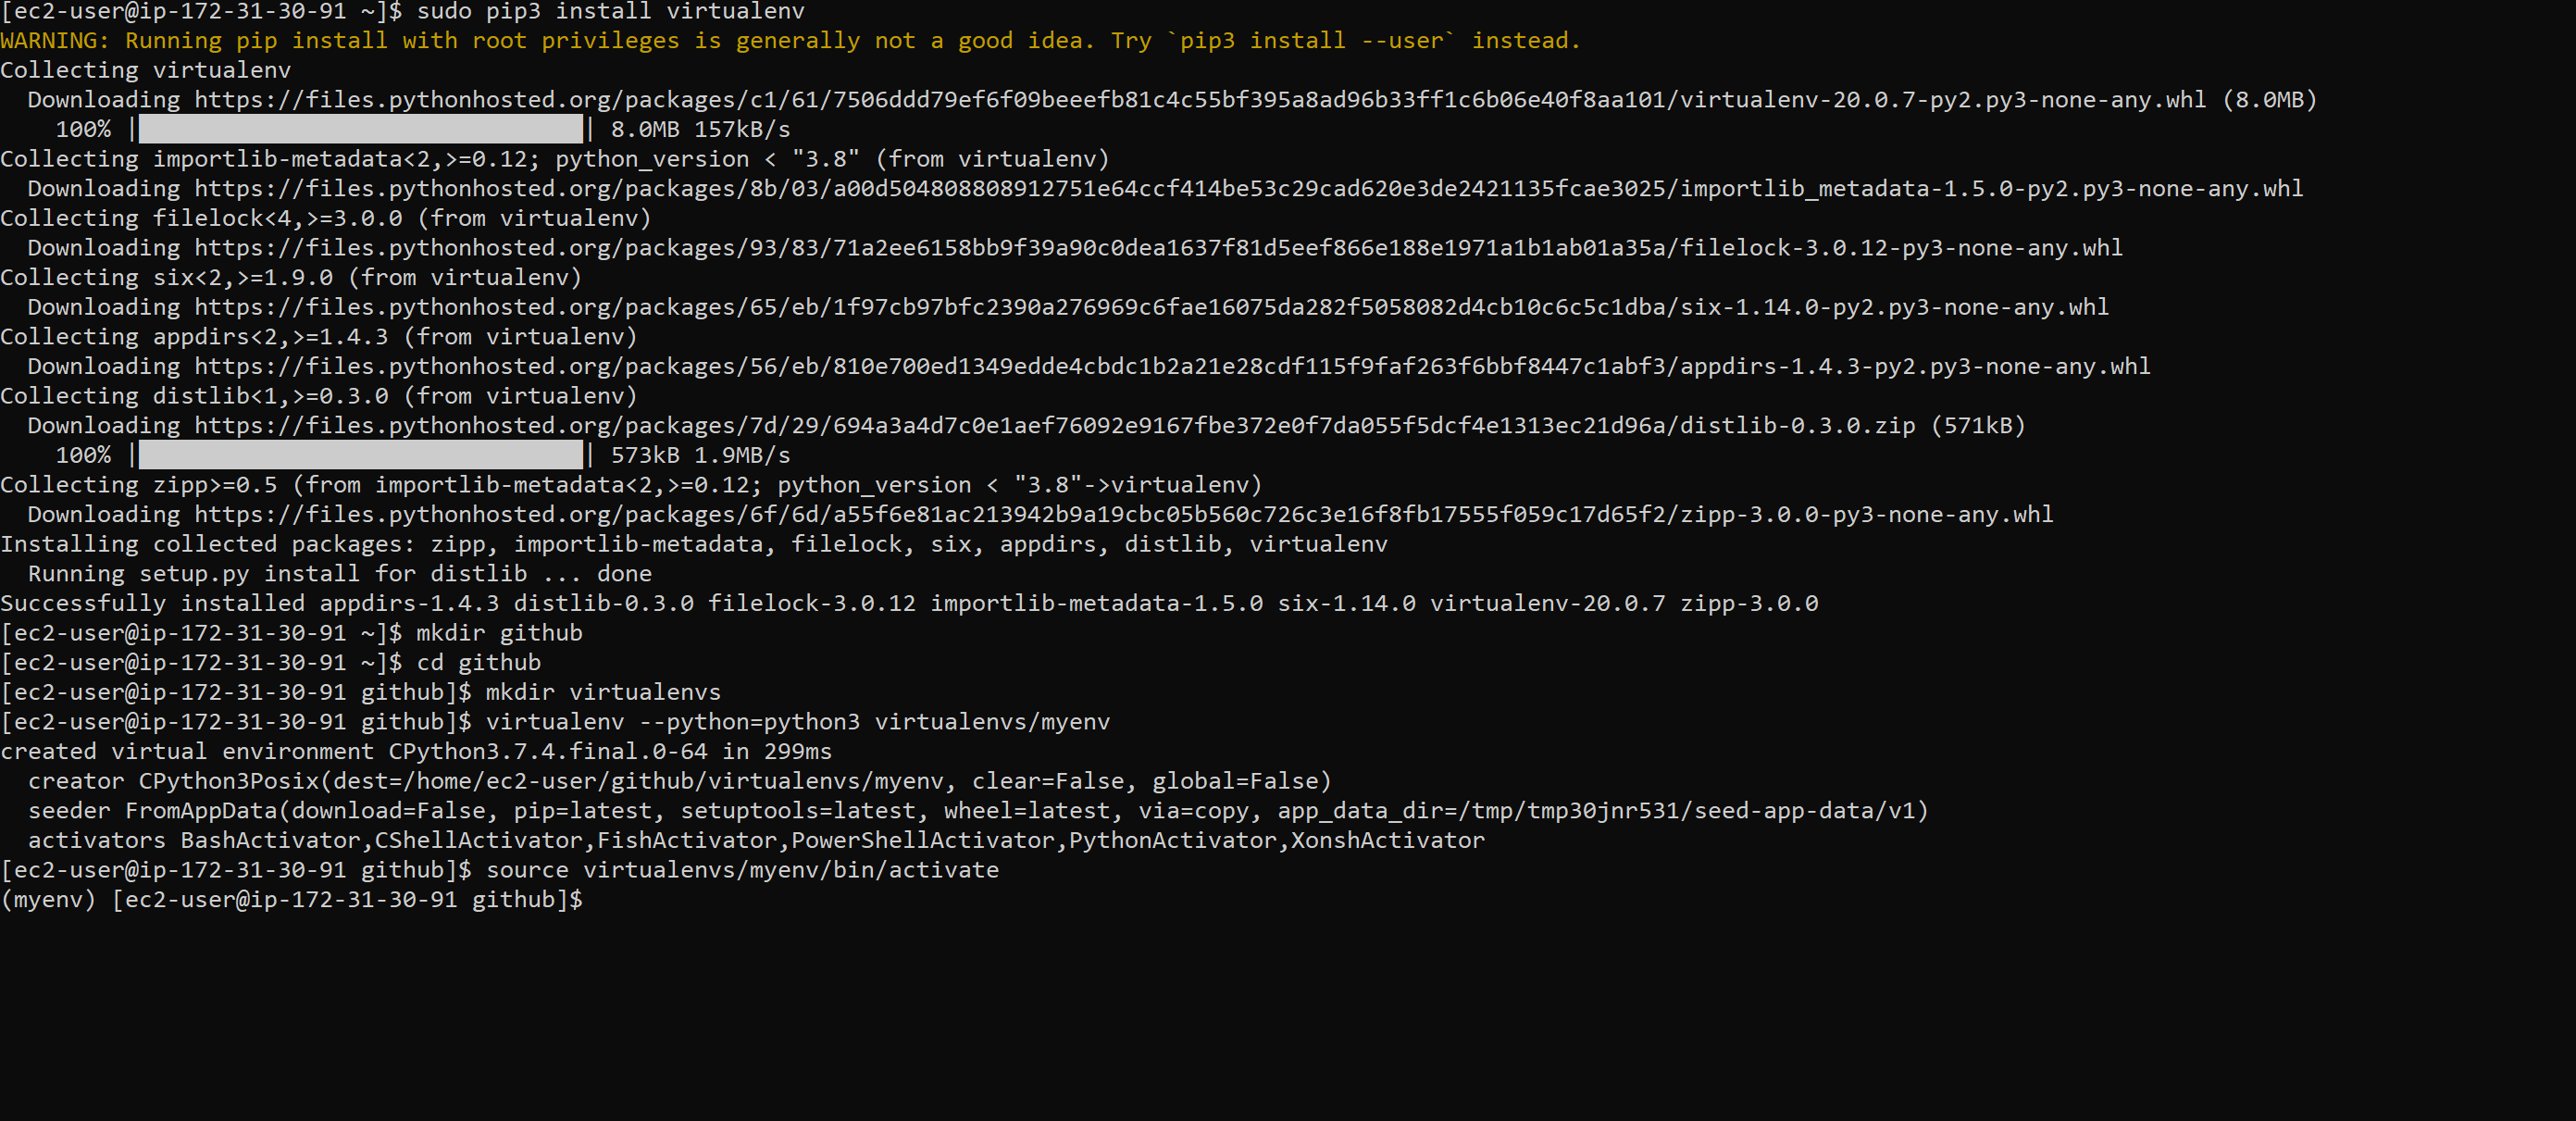 [ec2-user@ip-172-31-30-91 ~]$ sudo pip3 install virtualenv
WARNING: Running pip install with root privileges is generally not a good idea. Try `pip3 install --user` instead.
Collecting virtualenv
  Downloading https://files.pythonhosted.org/packages/c1/61/7506ddd79ef6f09beeefb81c4c55bf395a8ad96b33ff1c6b06e40f8aa101/virtualenv-20.0.7-py2.py3-none-any.whl (8.0MB)
    100% || 8.0MB 157kB/s
Collecting importlib-metadata<2,>=0.12; python_version < "3.8" (from virtualenv)
  Downloading https://files.pythonhosted.org/packages/8b/03/a00d504808808912751e64ccf414be53c29cad620e3de2421135fcae3025/importlib_metadata-1.5.0-py2.py3-none-any.whl
Collecting filelock<4,>=3.0.0 (from virtualenv)
  Downloading https://files.pythonhosted.org/packages/93/83/71a2ee6158bb9f39a90c0dea1637f81d5eef866e188e1971a1b1ab01a35a/filelock-3.0.12-py3-none-any.whl
Collecting six<2,>=1.9.0 (from virtualenv)
  Downloading https://files.pythonhosted.org/packages/65/eb/1f97cb97bfc2390a276969c6fae16075da282f5058082d4cb10c6c5c1dba/six-1.14.0-py2.py3-none-any.whl
Collecting appdirs<2,>=1.4.3 (from virtualenv)
  Downloading https://files.pythonhosted.org/packages/56/eb/810e700ed1349edde4cbdc1b2a21e28cdf115f9faf263f6bbf8447c1abf3/appdirs-1.4.3-py2.py3-none-any.whl
Collecting distlib<1,>=0.3.0 (from virtualenv)
  Downloading https://files.pythonhosted.org/packages/7d/29/694a3a4d7c0e1aef76092e9167fbe372e0f7da055f5dcf4e1313ec21d96a/distlib-0.3.0.zip (571kB)
    100% || 573kB 1.9MB/s
Collecting zipp>=0.5 (from importlib-metadata<2,>=0.12; python_version < "3.8"->virtualenv)
  Downloading https://files.pythonhosted.org/packages/6f/6d/a55f6e81ac213942b9a19cbc05b560c726c3e16f8fb17555f059c17d65f2/zipp-3.0.0-py3-none-any.whl
Installing collected packages: zipp, importlib-metadata, filelock, six, appdirs, distlib, virtualenv
  Running setup.py install for distlib ... done
Successfully installed appdirs-1.4.3 distlib-0.3.0 filelock-3.0.12 importlib-metadata-1.5.0 six-1.14.0 virtualenv-20.0.7 zipp-3.0.0
[ec2-user@ip-172-31-30-91 ~]$ mkdir github
[ec2-user@ip-172-31-30-91 ~]$ cd github
[ec2-user@ip-172-31-30-91 github]$ mkdir virtualenvs
[ec2-user@ip-172-31-30-91 github]$ virtualenv --python=python3 virtualenvs/myenv
created virtual environment CPython3.7.4.final.0-64 in 299ms
  creator CPython3Posix(dest=/home/ec2-user/github/virtualenvs/myenv, clear=False, global=False)
  seeder FromAppData(download=False, pip=latest, setuptools=latest, wheel=latest, via=copy, app_data_dir=/tmp/tmp30jnr531/seed-app-data/v1)
  activators BashActivator,CShellActivator,FishActivator,PowerShellActivator,PythonActivator,XonshActivator
[ec2-user@ip-172-31-30-91 github]$ source virtualenvs/myenv/bin/activate
(myenv) [ec2-user@ip-172-31-30-91 github]$